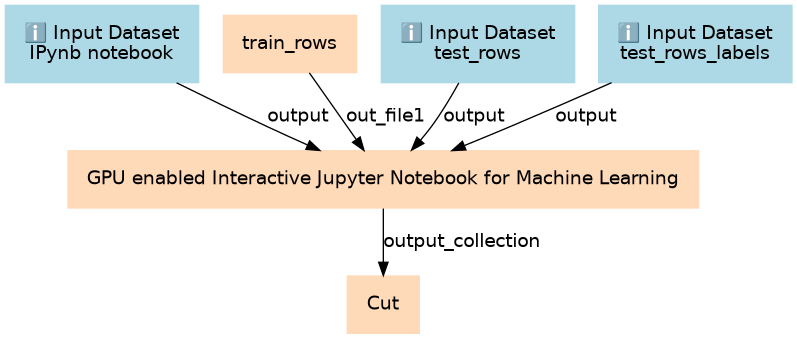 ℹ️ Input Dataset
IPynb notebook
train_rows
ℹ️ Input Dataset
test_rows
ℹ️ Input Dataset
test_rows_labels
output
out_file1
output
output
GPU enabled Interactive Jupyter Notebook for Machine Learning
output_collection
Cut